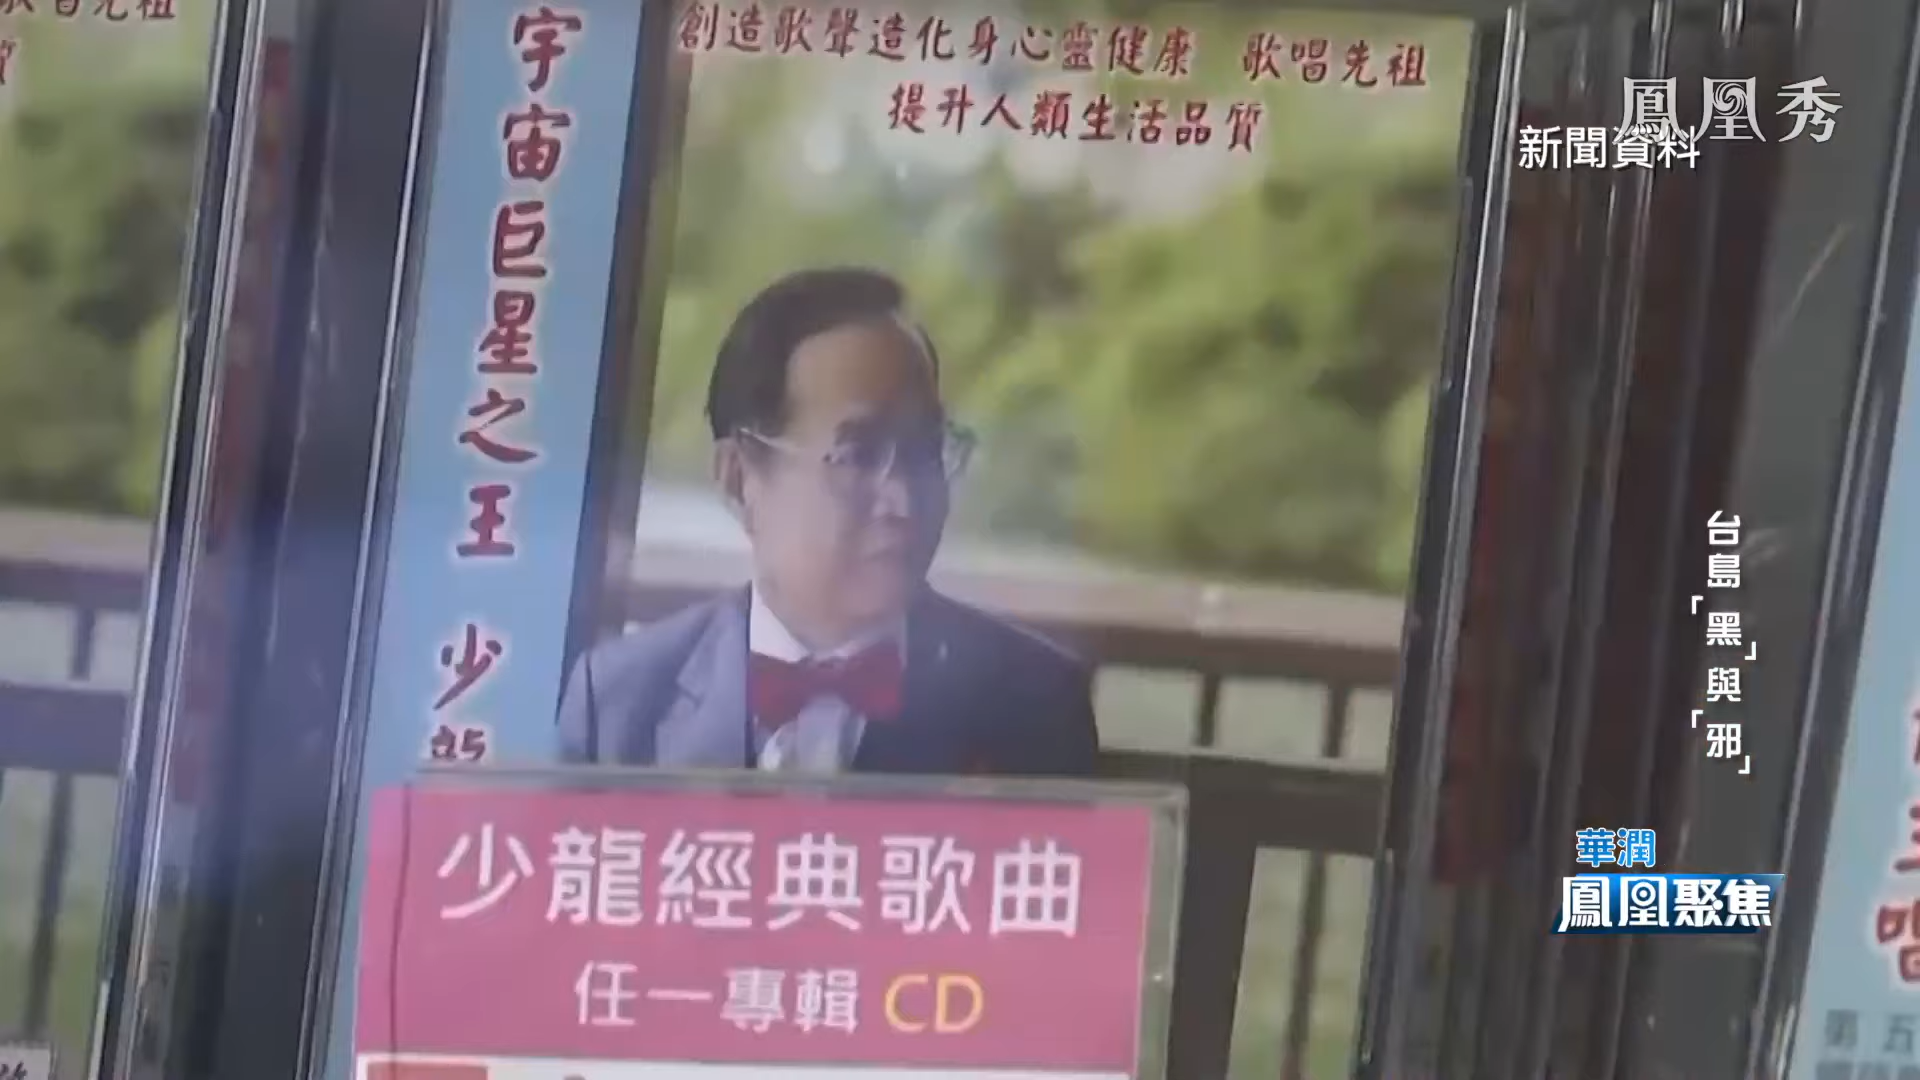 創造歌聲造化身心靈健康 歌唱先祖
提升人類生活品質
宇宙巨星之王 少龍
少龍經典歌曲
任一專輯 CD
鳳凰秀
新聞資料
台島「黑」與「邪」
華潤
鳳凰聚焦
第五